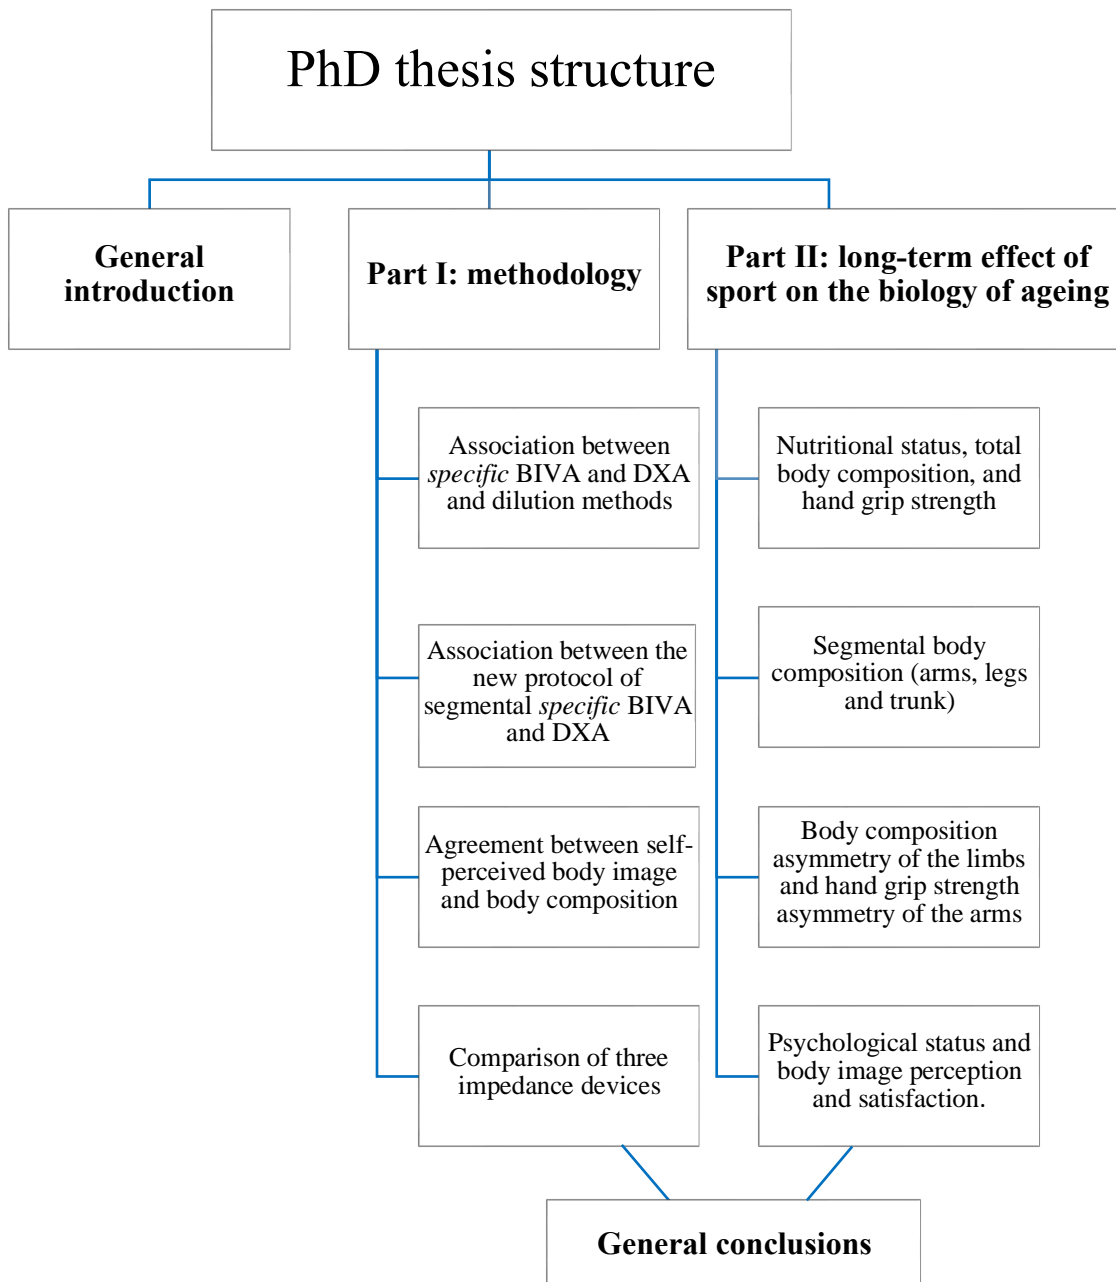 PhD thesis structure
General
introduction
Part I: methodology
Part II: long-term effect of
sport on the biology of ageing
Association between
specific BIVA and DXA
and dilution methods
Association between the
new protocol of
segmental specific BIVA
and DXA
Agreement between self-
perceived body image
and body composition
Comparison of three
impedance devices
Nutritional status, total
body composition, and
hand grip strength
Segmental body
composition (arms, legs
and trunk)
Body composition
asymmetry of the limbs
and hand grip strength
asymmetry of the arms
Psychological status and
body image perception
and satisfaction.
General conclusions